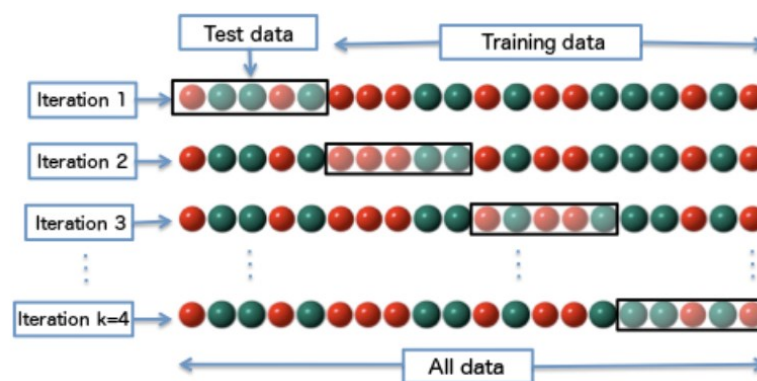 Test data
Training data
Iteration 1
Iteration 2
Iteration 3
Iteration k=4
All data